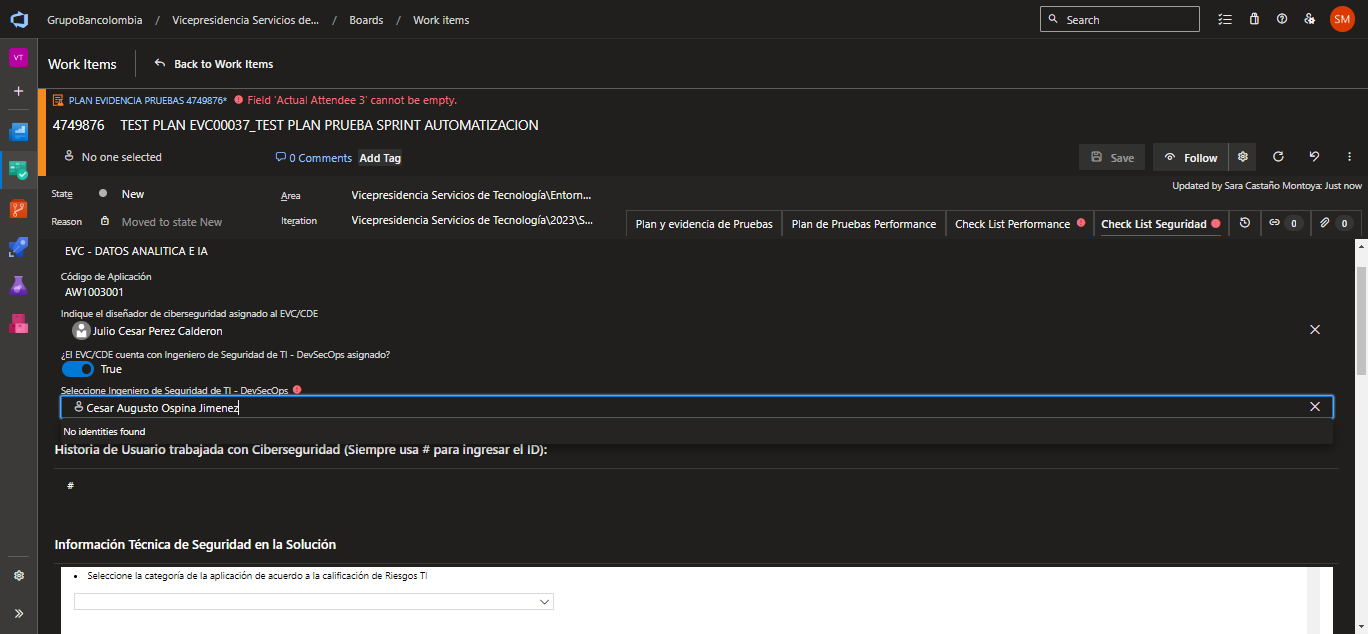 GrupoBancolombia / Vicepresidencia Servicios de... / Boards / Work items
Search
SM
VT
Work Items
Back to Work Items
PLAN EVIDENCIA PRUEBAS 4749876* Field 'Actual Attendee 3' cannot be empty.
4749876 TEST PLAN EVC00037_TEST PLAN PRUEBA SPRINT AUTOMATIZACION
No one selected
0 Comments
Add Tag
Save
Follow
Updated by Sara Castaño Montoya: Just now
State
New
Area
Vicepresidencia Servicios de Tecnología\Entorn...
Reason
Moved to state New
Iteration
Vicepresidencia Servicios de Tecnología\2023\S...
Plan y evidencia de Pruebas
Plan de Pruebas Performance
Check List Performance
Check List Seguridad
0
0
EVC - DATOS ANALITICA E IA
Código de Aplicación
AW1003001
Indique el diseñador de ciberseguridad asignado al EVC/CDE
Julio Cesar Perez Calderon
¿El EVC/CDE cuenta con Ingeniero de Seguridad de TI - DevSecOps asignado?
True
Seleccione Ingeniero de Seguridad de TI - DevSecOps
Cesar Augusto Ospina Jimenez
No identities found
Historia de Usuario trabajada con Ciberseguridad (Siempre usa # para ingresar el ID):
#
Información Técnica de Seguridad en la Solución
• Seleccione la categoría de la aplicación de acuerdo a la calificación de Riesgos TI